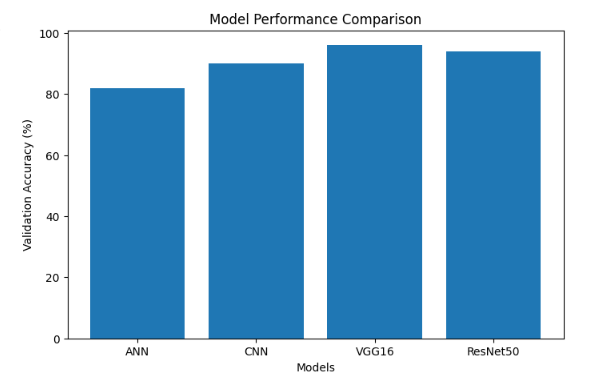 Model Performance Comparison
Validation Accuracy (%)
100
80
60
40
20
0
ANN CNN VGG16 ResNet50
Models